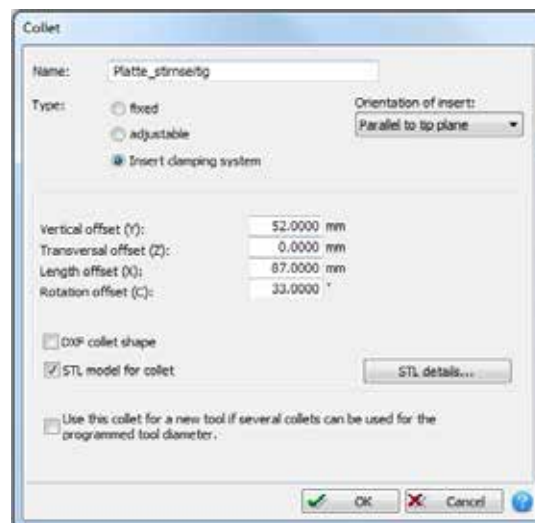 Collet
Name: Platte_stirnseitig
Type: fixed
Orientation of insert:
adjustable
Parallel to tip plane
Insert clamping system
Vertical offset (Y): 52.0000 mm
Transversal offset (Z): 0.0000 mm
Length offset (X): 87.0000 mm
Rotation offset (C): 33.0000 °
DXF collet shape
STL model for collet
STL details...
Use this collet for a new tool if several collets can be used for the
programmed tool diameter.
OK
Cancel
?